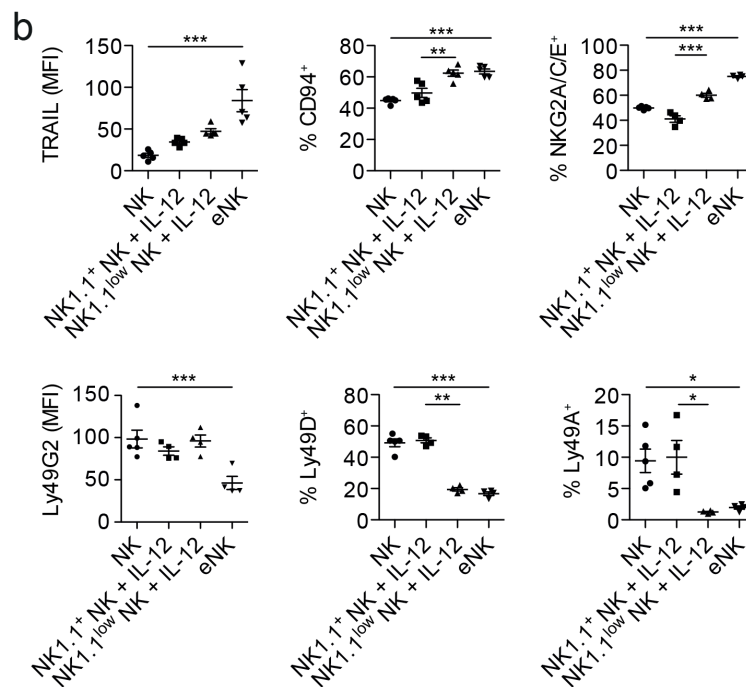 b
***
TRAIL (MFI)
150
100
50
0
NK
NK1.1⁺ NK + IL-12
NK1.1ˡᵒʷ NK + IL-12
eNK
***
**
% CD94⁺
80
60
40
20
0
NK
NK1.1⁺ NK + IL-12
NK1.1ˡᵒʷ NK + IL-12
eNK
***
***
% NKG2A/C/E⁺
100
80
60
40
20
0
NK
NK1.1⁺ NK + IL-12
NK1.1ˡᵒʷ NK + IL-12
eNK
***
Ly49G2 (MFI)
150
100
50
0
NK
NK1.1⁺ NK + IL-12
NK1.1ˡᵒʷ NK + IL-12
eNK
***
**
% Ly49D⁺
80
60
40
20
0
NK
NK1.1⁺ NK + IL-12
NK1.1ˡᵒʷ NK + IL-12
eNK
*
*
% Ly49A⁺
20
15
10
5
0
NK
NK1.1⁺ NK + IL-12
NK1.1ˡᵒʷ NK + IL-12
eNK